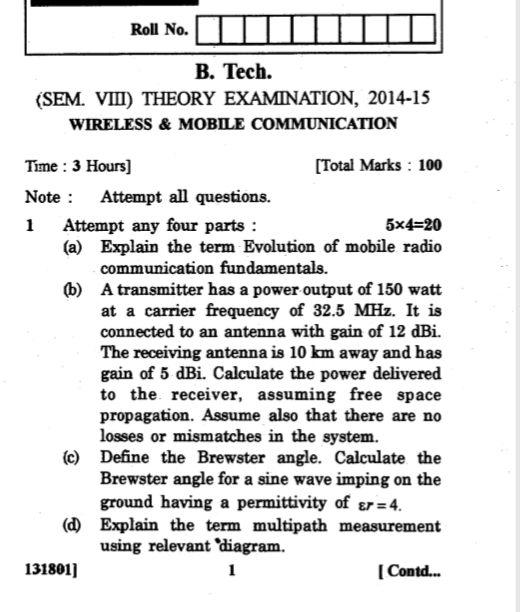 Roll No.
B. Tech.
(SEM. VIII) THEORY EXAMINATION, 2014-15
WIRELESS & MOBILE COMMUNICATION
Time : 3 Hours] [Total Marks : 100
Note : Attempt all questions.
1 Attempt any four parts : 5×4=20
(a) Explain the term Evolution of mobile radio
communication fundamentals.
(b) A transmitter has a power output of 150 watt
at a carrier frequency of 32.5 MHz. It is
connected to an antenna with gain of 12 dBi.
The receiving antenna is 10 km away and has
gain of 5 dBi. Calculate the power delivered
to the receiver, assuming free space
propagation. Assume also that there are no
losses or mismatches in the system.
(c) Define the Brewster angle. Calculate the
Brewster angle for a sine wave imping on the
ground having a permittivity of εr = 4.
(d) Explain the term multipath measurement
using relevant diagram.
131801] 1 [ Contd...